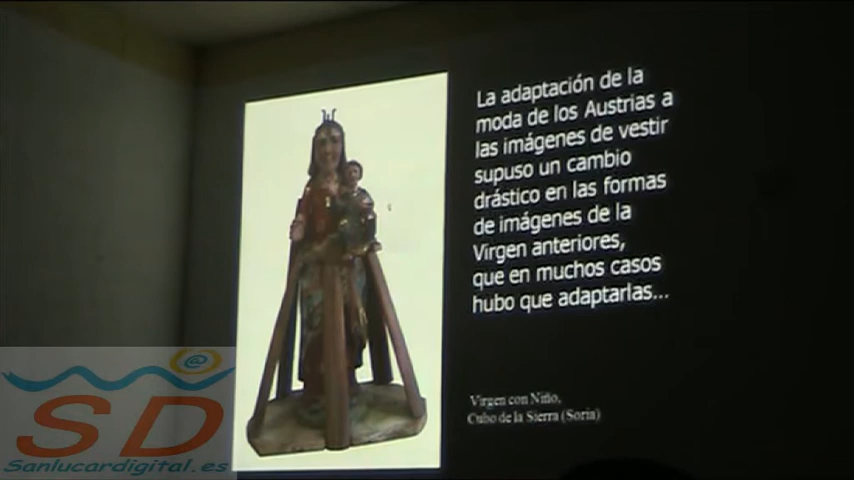 La adaptación de la
moda de los Austrias a
las imágenes de vestir
supuso un cambio
drástico en las formas
de imágenes de la
Virgen anteriores,
que en muchos casos
hubo que adaptarlas...
Virgen con Niño.
Cubo de la Sierra (Soria)
@
SD
Sanlucardigital.es